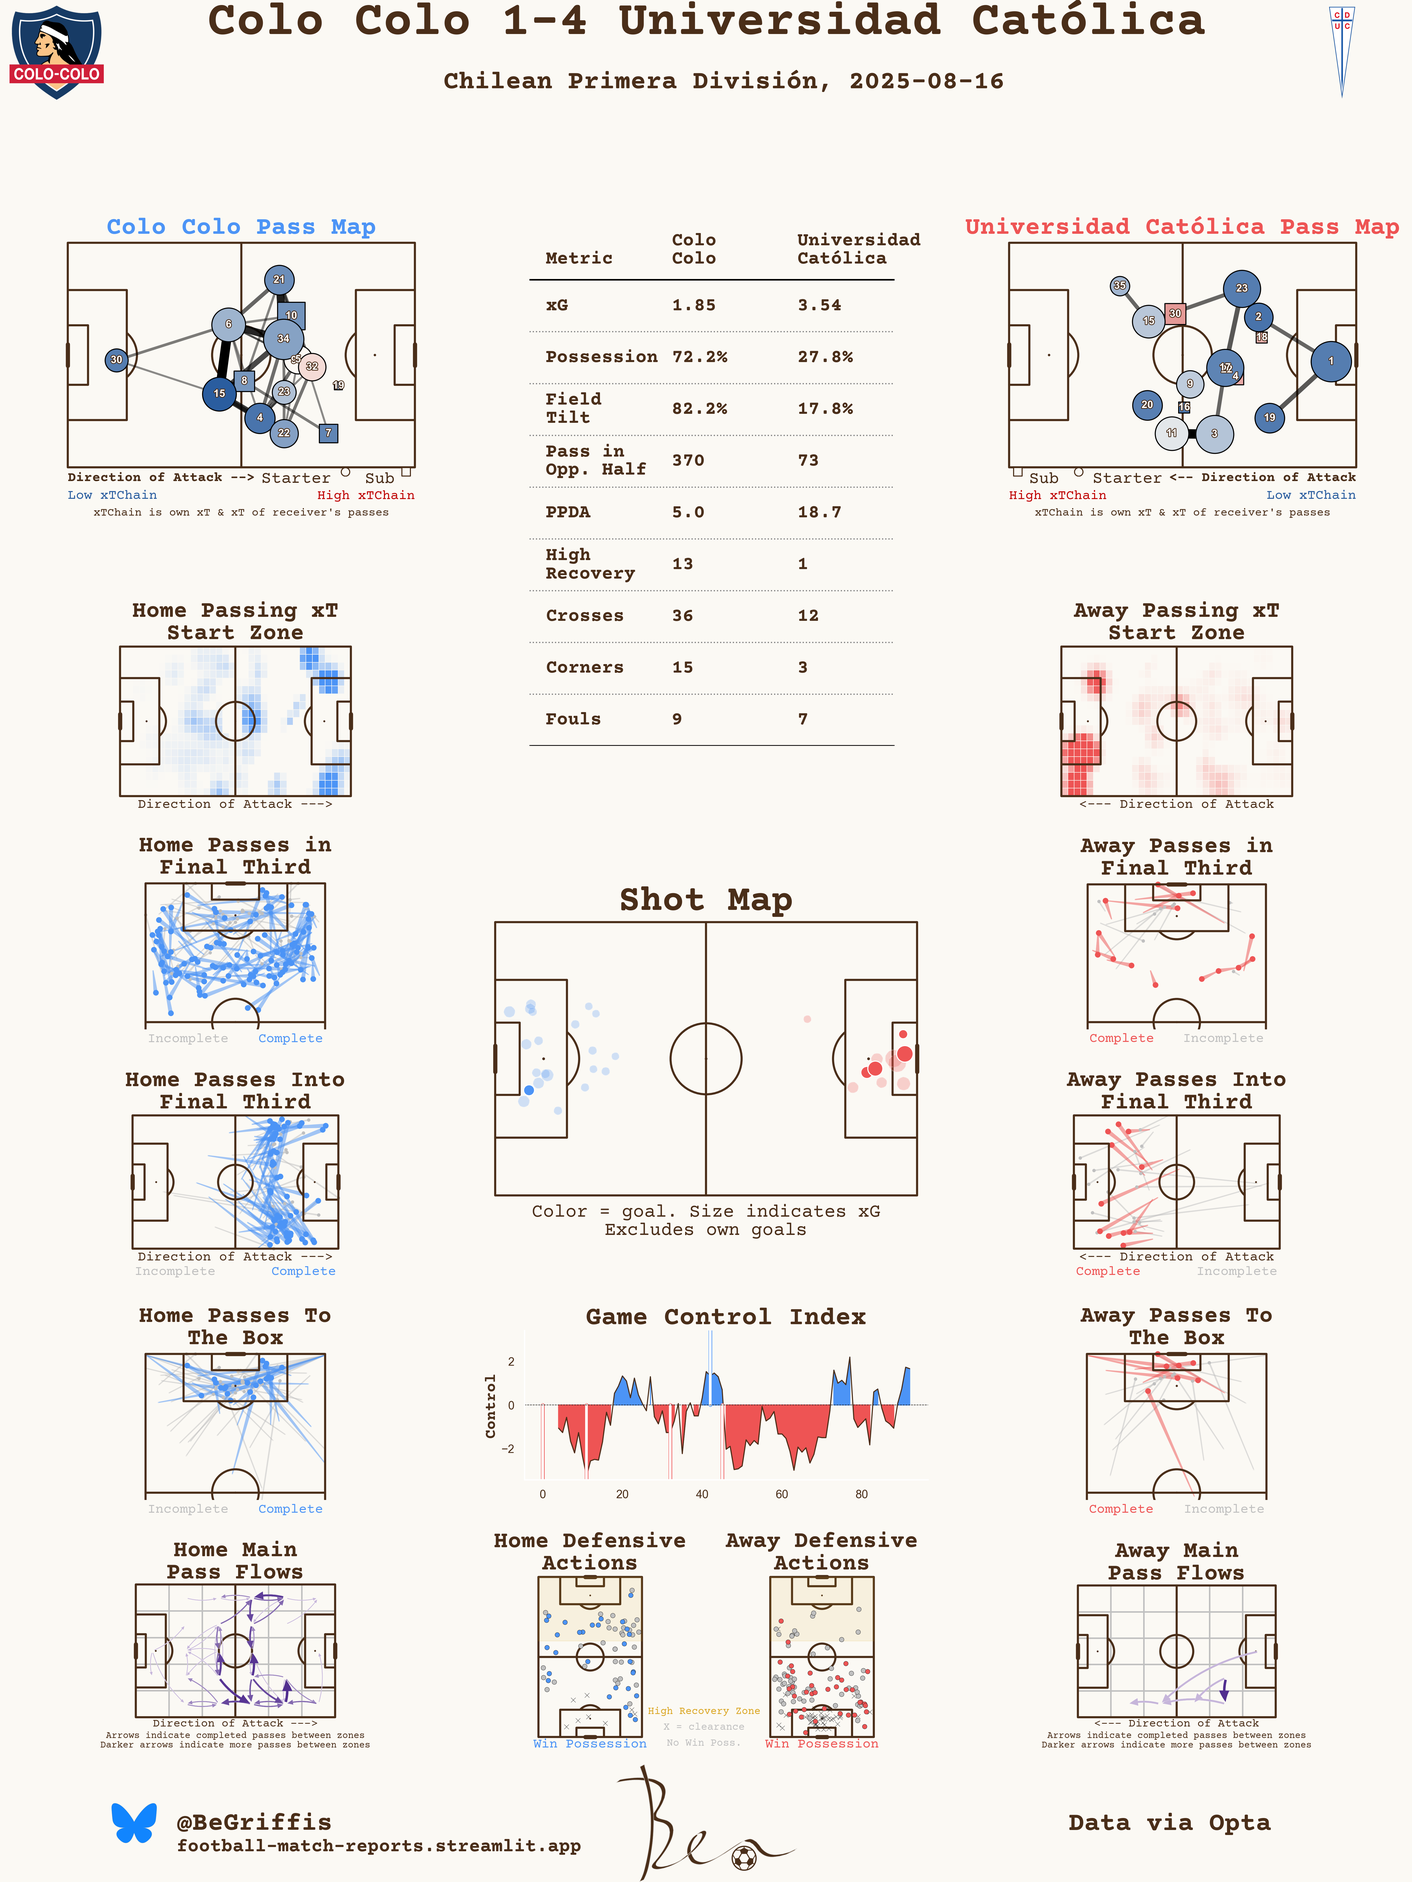 Colo Colo 1-4 Universidad Católica
Chilean Primera División, 2025-08-16
COLO-COLO
C D
U C
Colo Colo Pass Map
21
10
6
34
32
30
19
8
23
15
4
22
7
Direction of Attack --> Starter Sub
Low xTChain High xTChain
xTChain is own xT & xT of receiver's passes
Metric Colo Colo Universidad Católica
xG 1.85 3.54
Possession 72.2% 27.8%
Field Tilt 82.2% 17.8%
Pass in Opp. Half 370 73
PPDA 5.0 18.7
High Recovery 13 1
Crosses 36 12
Corners 15 3
Fouls 9 7
Universidad Católica Pass Map
35
23
30
15
2
18
1
17
4
9
20
16
19
11
3
Sub Starter <-- Direction of Attack
High xTChain Low xTChain
xTChain is own xT & xT of receiver's passes
Home Passing xT
Start Zone
Direction of Attack --->
Away Passing xT
Start Zone
<--- Direction of Attack
Home Passes in
Final Third
Incomplete Complete
Away Passes in
Final Third
Complete Incomplete
Shot Map
Color = goal. Size indicates xG
Excludes own goals
Home Passes Into
Final Third
Direction of Attack --->
Incomplete Complete
Away Passes Into
Final Third
<--- Direction of Attack
Complete Incomplete
Home Passes To
The Box
Incomplete Complete
Game Control Index
Control
2
0
−2
0 20 40 60 80
Away Passes To
The Box
Complete Incomplete
Home Main
Pass Flows
Direction of Attack --->
Arrows indicate completed passes between zones
Darker arrows indicate more passes between zones
Home Defensive
Actions
Win Possession
High Recovery Zone
X = clearance
No Win Poss.
Away Defensive
Actions
Win Possession
Away Main
Pass Flows
<--- Direction of Attack
Arrows indicate completed passes between zones
Darker arrows indicate more passes between zones
@BeGriffis
football-match-reports.streamlit.app
Ben
Data via Opta